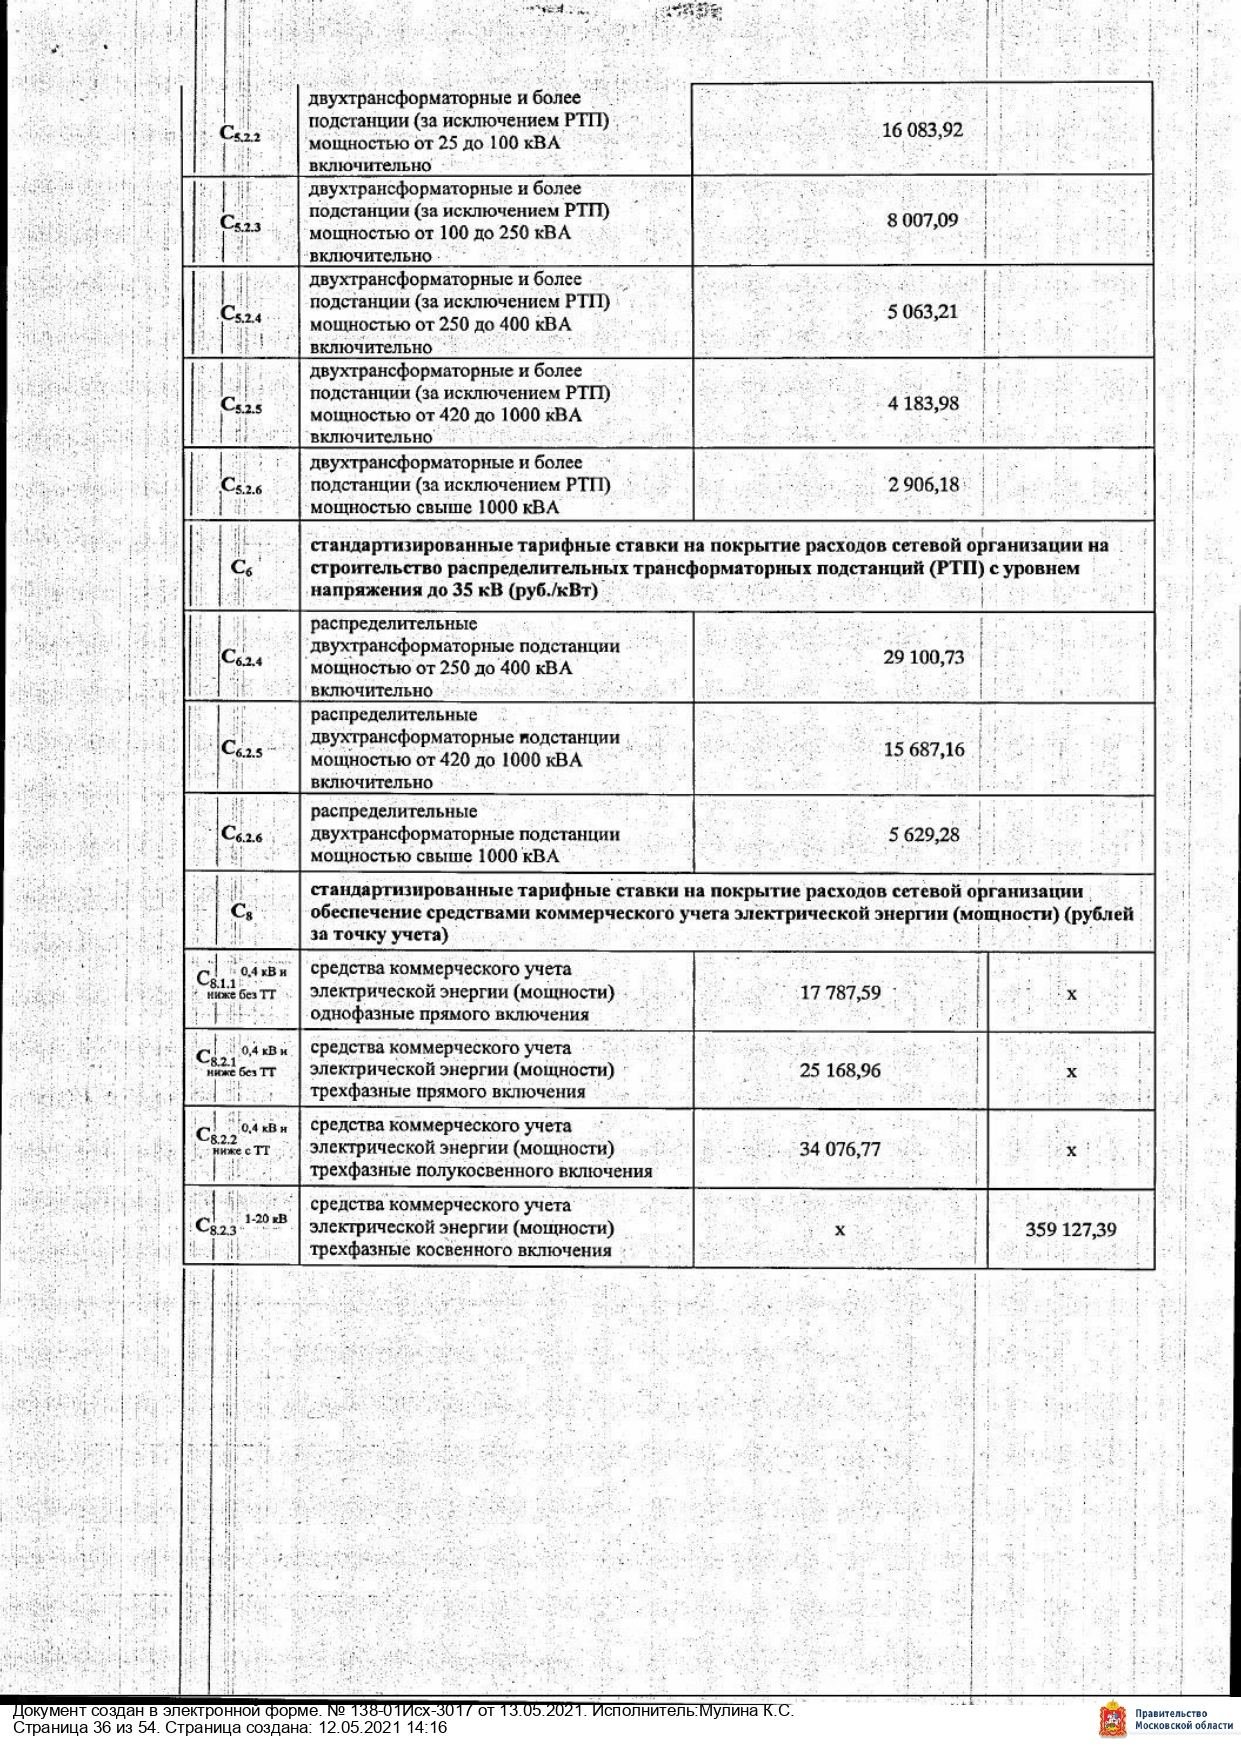 C5.2.2
двухтрансформаторные и более
подстанции (за исключением РТП)
мощностью от 25 до 100 кВА
включительно
16 083,92
C5.2.3
двухтрансформаторные и более
подстанции (за исключением РТП)
мощностью от 100 до 250 кВА
включительно
8 007,09
C5.2.4
двухтрансформаторные и более
подстанции (за исключением РТП)
мощностью от 250 до 400 кВА
включительно
5 063,21
C5.2.5
двухтрансформаторные и более
подстанции (за исключением РТП)
мощностью от 420 до 1000 кВА
включительно
4 183,98
C5.2.6
двухтрансформаторные и более
подстанции (за исключением РТП)
мощностью свыше 1000 кВА
2 906,18
C6
стандартизированные тарифные ставки на покрытие расходов сетевой организации на
строительство распределительных трансформаторных подстанций (РТП) с уровнем
напряжения до 35 кВ (руб./кВт)
C6.2.4
распределительные
двухтрансформаторные подстанции
мощностью от 250 до 400 кВА
включительно
29 100,73
C6.2.5
распределительные
двухтрансформаторные подстанции
мощностью от 420 до 1000 кВА
включительно
15 687,16
C6.2.6
распределительные
двухтрансформаторные подстанции
мощностью свыше 1000 кВА
5 629,28
C8
стандартизированные тарифные ставки на покрытие расходов сетевой организации
обеспечение средствами коммерческого учета электрической энергии (мощности) (рублей
за точку учета)
C8.1.1 0,4 кВ и
ниже без ТТ
средства коммерческого учета
электрической энергии (мощности)
однофазные прямого включения
17 787,59
х
C8.2.1 0,4 кВ и
ниже без ТТ
средства коммерческого учета
электрической энергии (мощности)
трехфазные прямого включения
25 168,96
х
C8.2.2 0,4 кВ и
ниже с ТТ
средства коммерческого учета
электрической энергии (мощности)
трехфазные полукосвенного включения
34 076,77
х
C8.2.3 1-20 кВ
средства коммерческого учета
электрической энергии (мощности)
трехфазные косвенного включения
х
359 127,39
Документ создан в электронной форме. № 138-01Исх-3017 от 13.05.2021. Исполнитель:Мулина К.С.
Страница 36 из 54. Страница создана: 12.05.2021 14:16
Правительство
Московской области